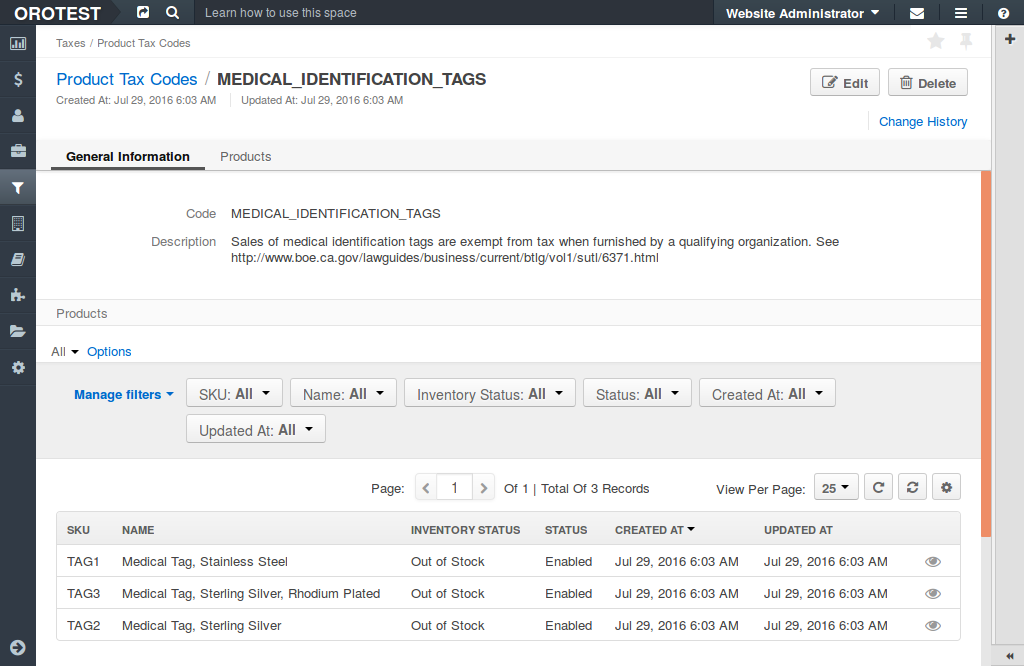 OROTEST Learn how to use this space Website Administrator
Taxes / Product Tax Codes
Product Tax Codes / MEDICAL_IDENTIFICATION_TAGS Edit Delete
Created At: Jul 29, 2016 6:03 AM Updated At: Jul 29, 2016 6:03 AM
Change History
General Information Products
Code MEDICAL_IDENTIFICATION_TAGS
Description Sales of medical identification tags are exempt from tax when furnished by a qualifying organization. See
http://www.boe.ca.gov/lawguides/business/current/btlg/vol1/sutl/6371.html
Products
All Options
Manage filters SKU: All Name: All Inventory Status: All Status: All Created At: All
Updated At: All
Page: 1 Of 1 | Total Of 3 Records View Per Page: 25
SKU NAME INVENTORY STATUS STATUS CREATED AT UPDATED AT
TAG1 Medical Tag, Stainless Steel Out of Stock Enabled Jul 29, 2016 6:03 AM Jul 29, 2016 6:03 AM
TAG3 Medical Tag, Sterling Silver, Rhodium Plated Out of Stock Enabled Jul 29, 2016 6:03 AM Jul 29, 2016 6:03 AM
TAG2 Medical Tag, Sterling Silver Out of Stock Enabled Jul 29, 2016 6:03 AM Jul 29, 2016 6:03 AM